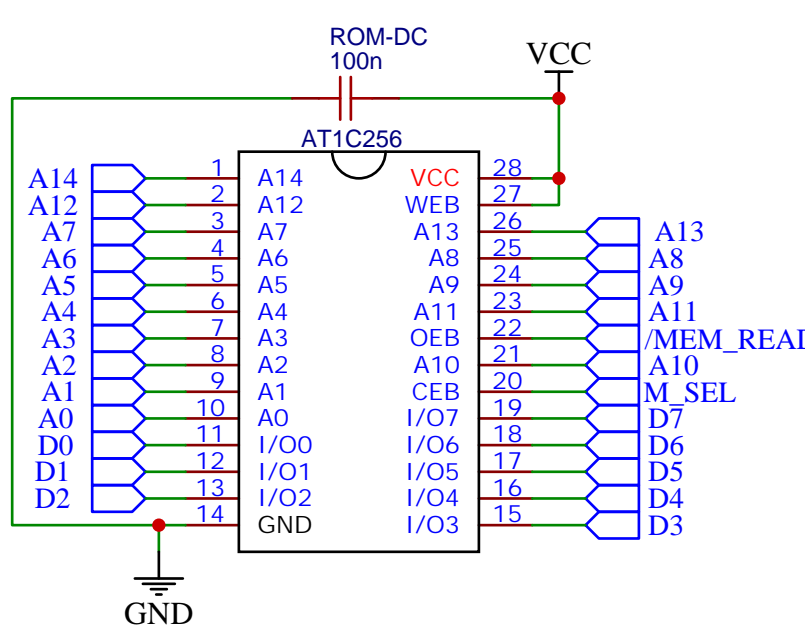 ROM-DC
100n
VCC
AT1C256
A14 1 A14 VCC 28
A12 2 A12 WEB 27
A7 3 A7 A13 26 A13
A6 4 A6 A8 25 A8
A5 5 A5 A9 24 A9
A4 6 A4 A11 23 A11
A3 7 A3 OEB 22 /MEM_READ
A2 8 A2 A10 21 A10
A1 9 A1 CEB 20 M_SEL
A0 10 A0 I/O7 19 D7
D0 11 I/O0 I/O6 18 D6
D1 12 I/O1 I/O5 17 D5
D2 13 I/O2 I/O4 16 D4
14 GND I/O3 15 D3
GND